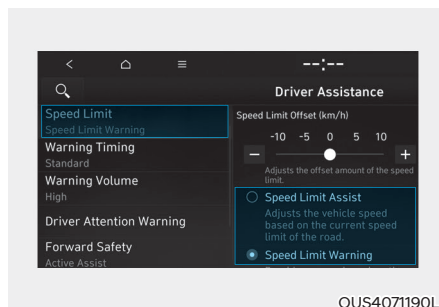 --:--
Driver Assistance
Speed Limit
Speed Limit Warning
Warning Timing
Standard
Warning Volume
High
Driver Attention Warning
Forward Safety
Active Assist
Speed Limit Offset (km/h)
-10 -5 0 5 10
Adjusts the offset amount of the speed
limit.
Speed Limit Assist
Adjusts the vehicle speed
based on the current speed
limit of the road.
Speed Limit Warning
OUS4071190L